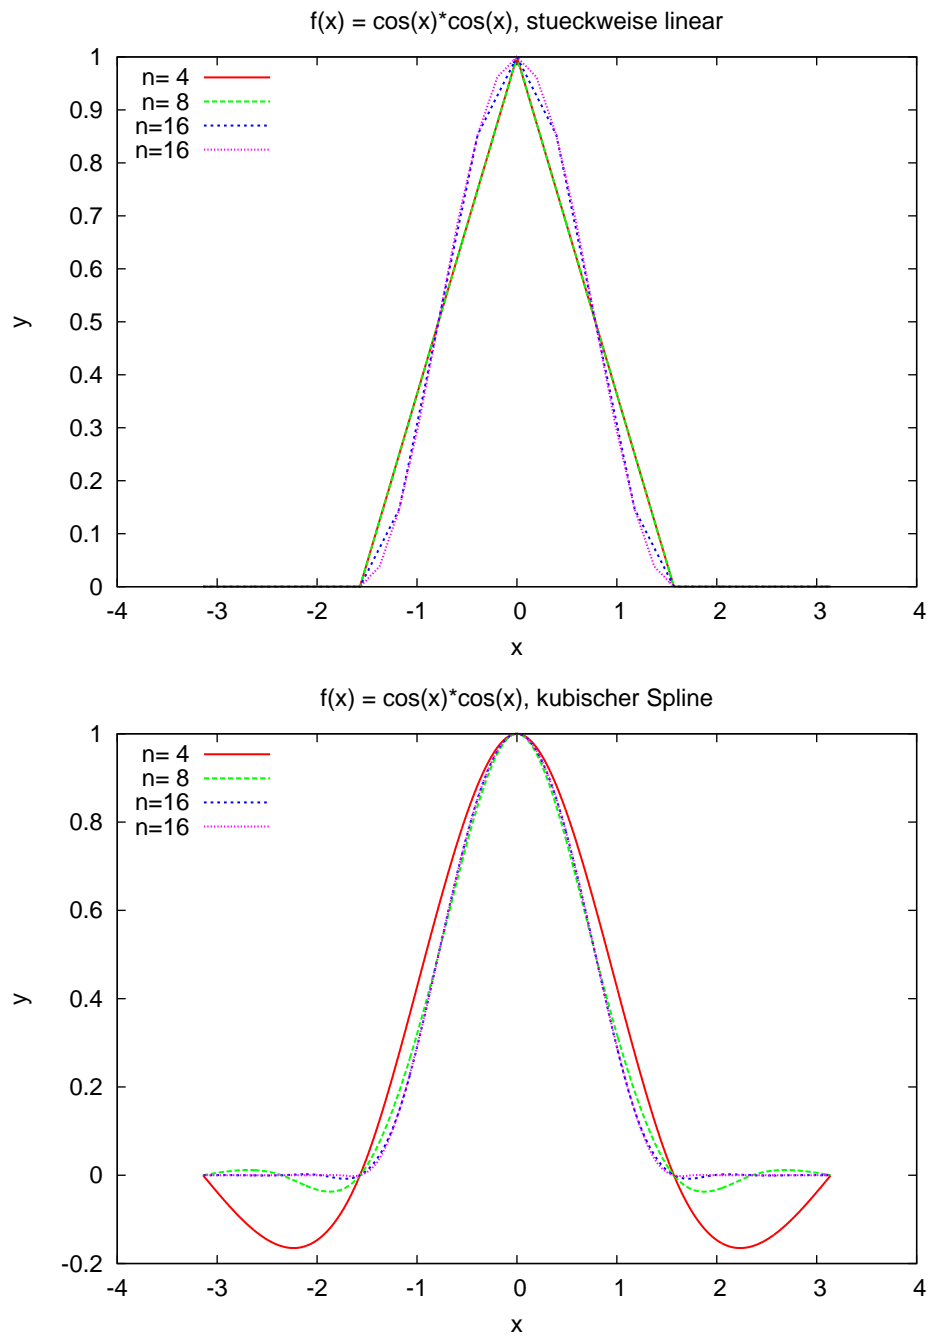 f(x) = cos(x)*cos(x), stueckweise linear
1
n= 4
n= 8
n=16
n=16
0.9
0.8
0.7
0.6
0.5
0.4
0.3
0.2
0.1
0
y
-4 -3 -2 -1 0 1 2 3 4
x
f(x) = cos(x)*cos(x), kubischer Spline
1
n= 4
n= 8
n=16
n=16
0.8
0.6
0.4
0.2
0
-0.2
y
-4 -3 -2 -1 0 1 2 3 4
x